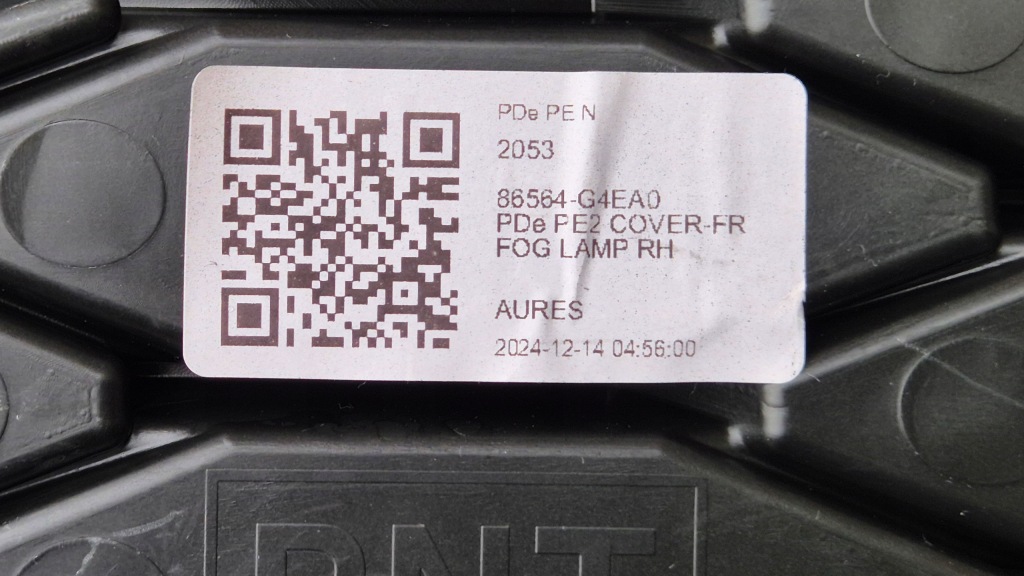 PDe PE N
2053
86564-G4EA0
PDe PE2 COVER-FR
FOG LAMP RH
AURES
2024-12-14 04:56:00